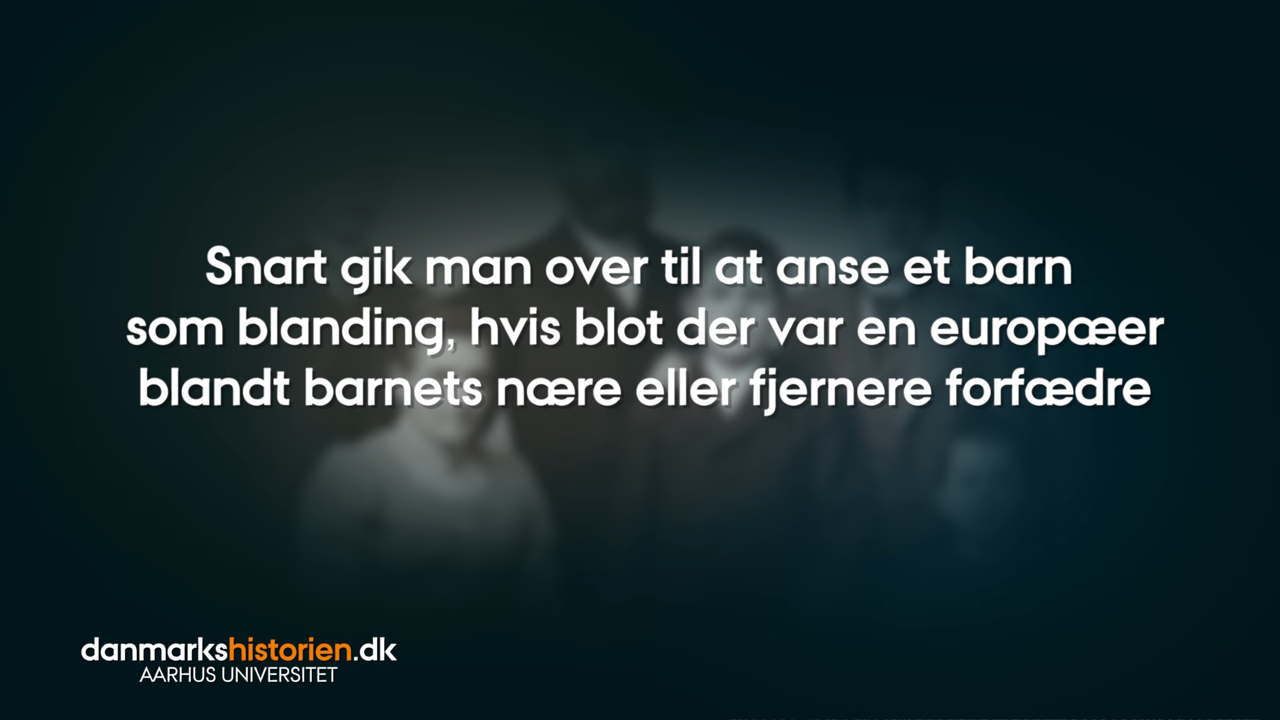 Snart gik man over til at anse et barn
som blanding, hvis blot der var en europæer
blandt barnets nære eller fjernere forfædre
danmarkshistorien.dk
AARHUS UNIVERSITET